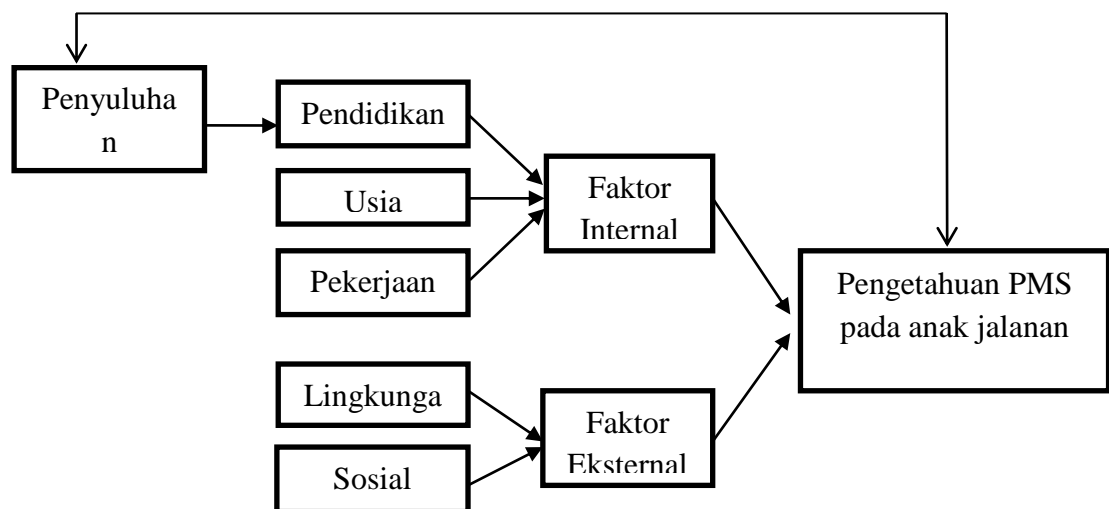 Penyuluha
n
Pendidikan
Usia
Pekerjaan
Faktor
Internal
Pengetahuan PMS
pada anak jalanan
Lingkunga
Sosial
Faktor
Eksternal